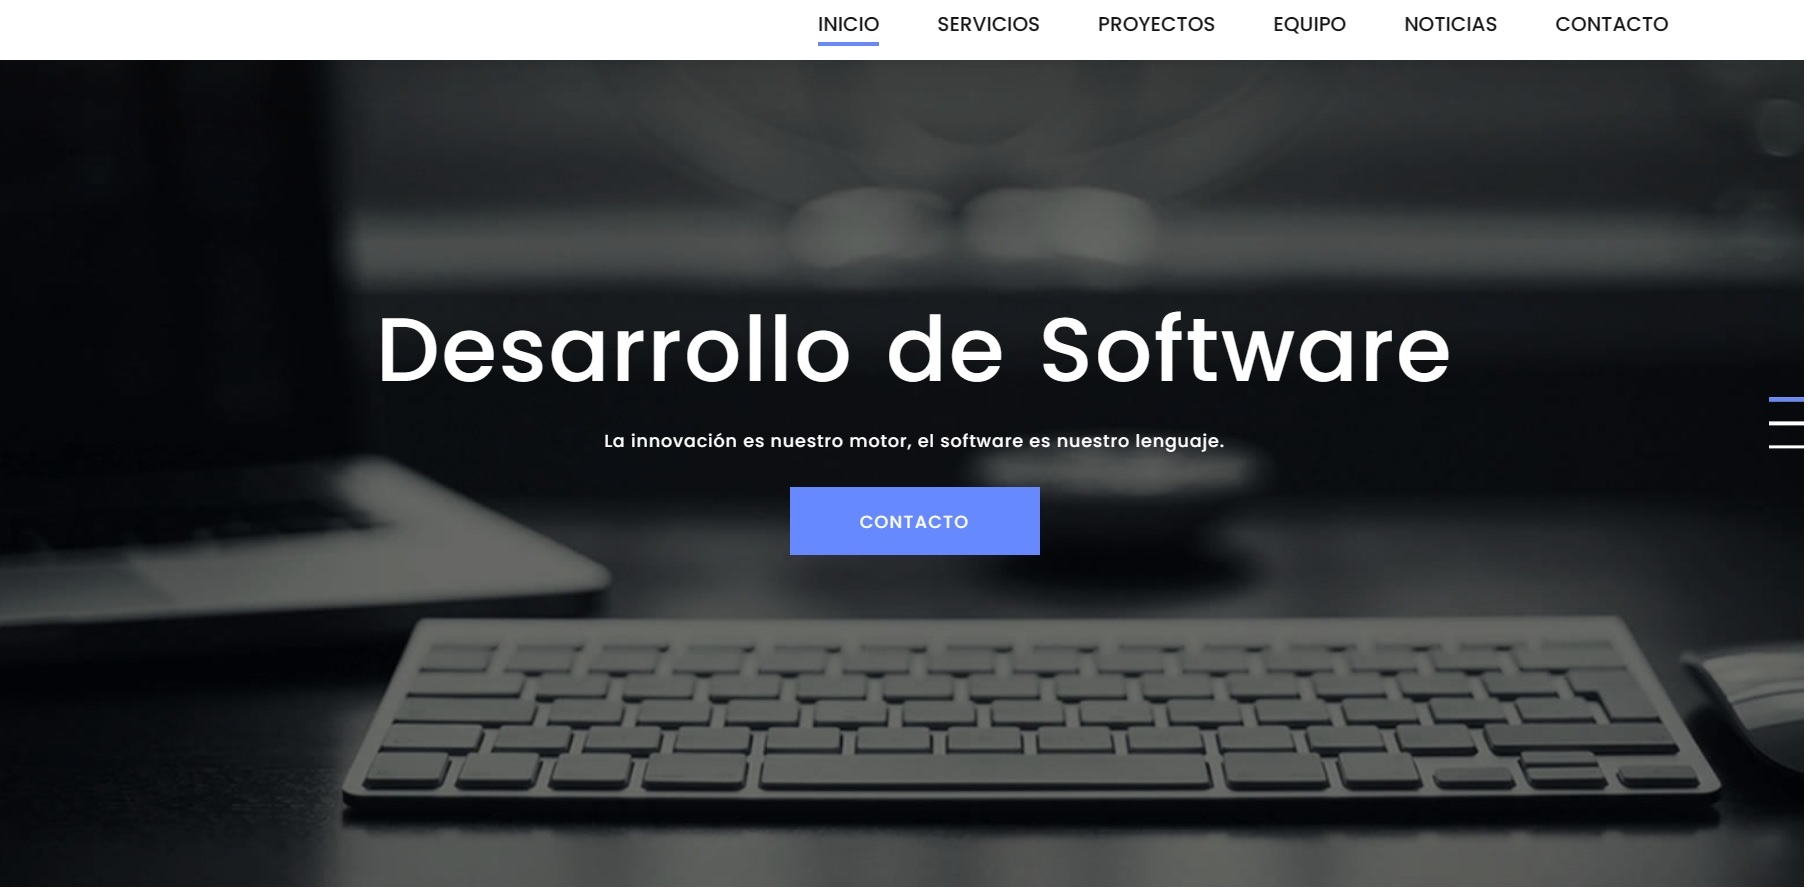 INICIO SERVICIOS PROYECTOS EQUIPO NOTICIAS CONTACTO
Desarrollo de Software
La innovación es nuestro motor, el software es nuestro lenguaje.
CONTACTO